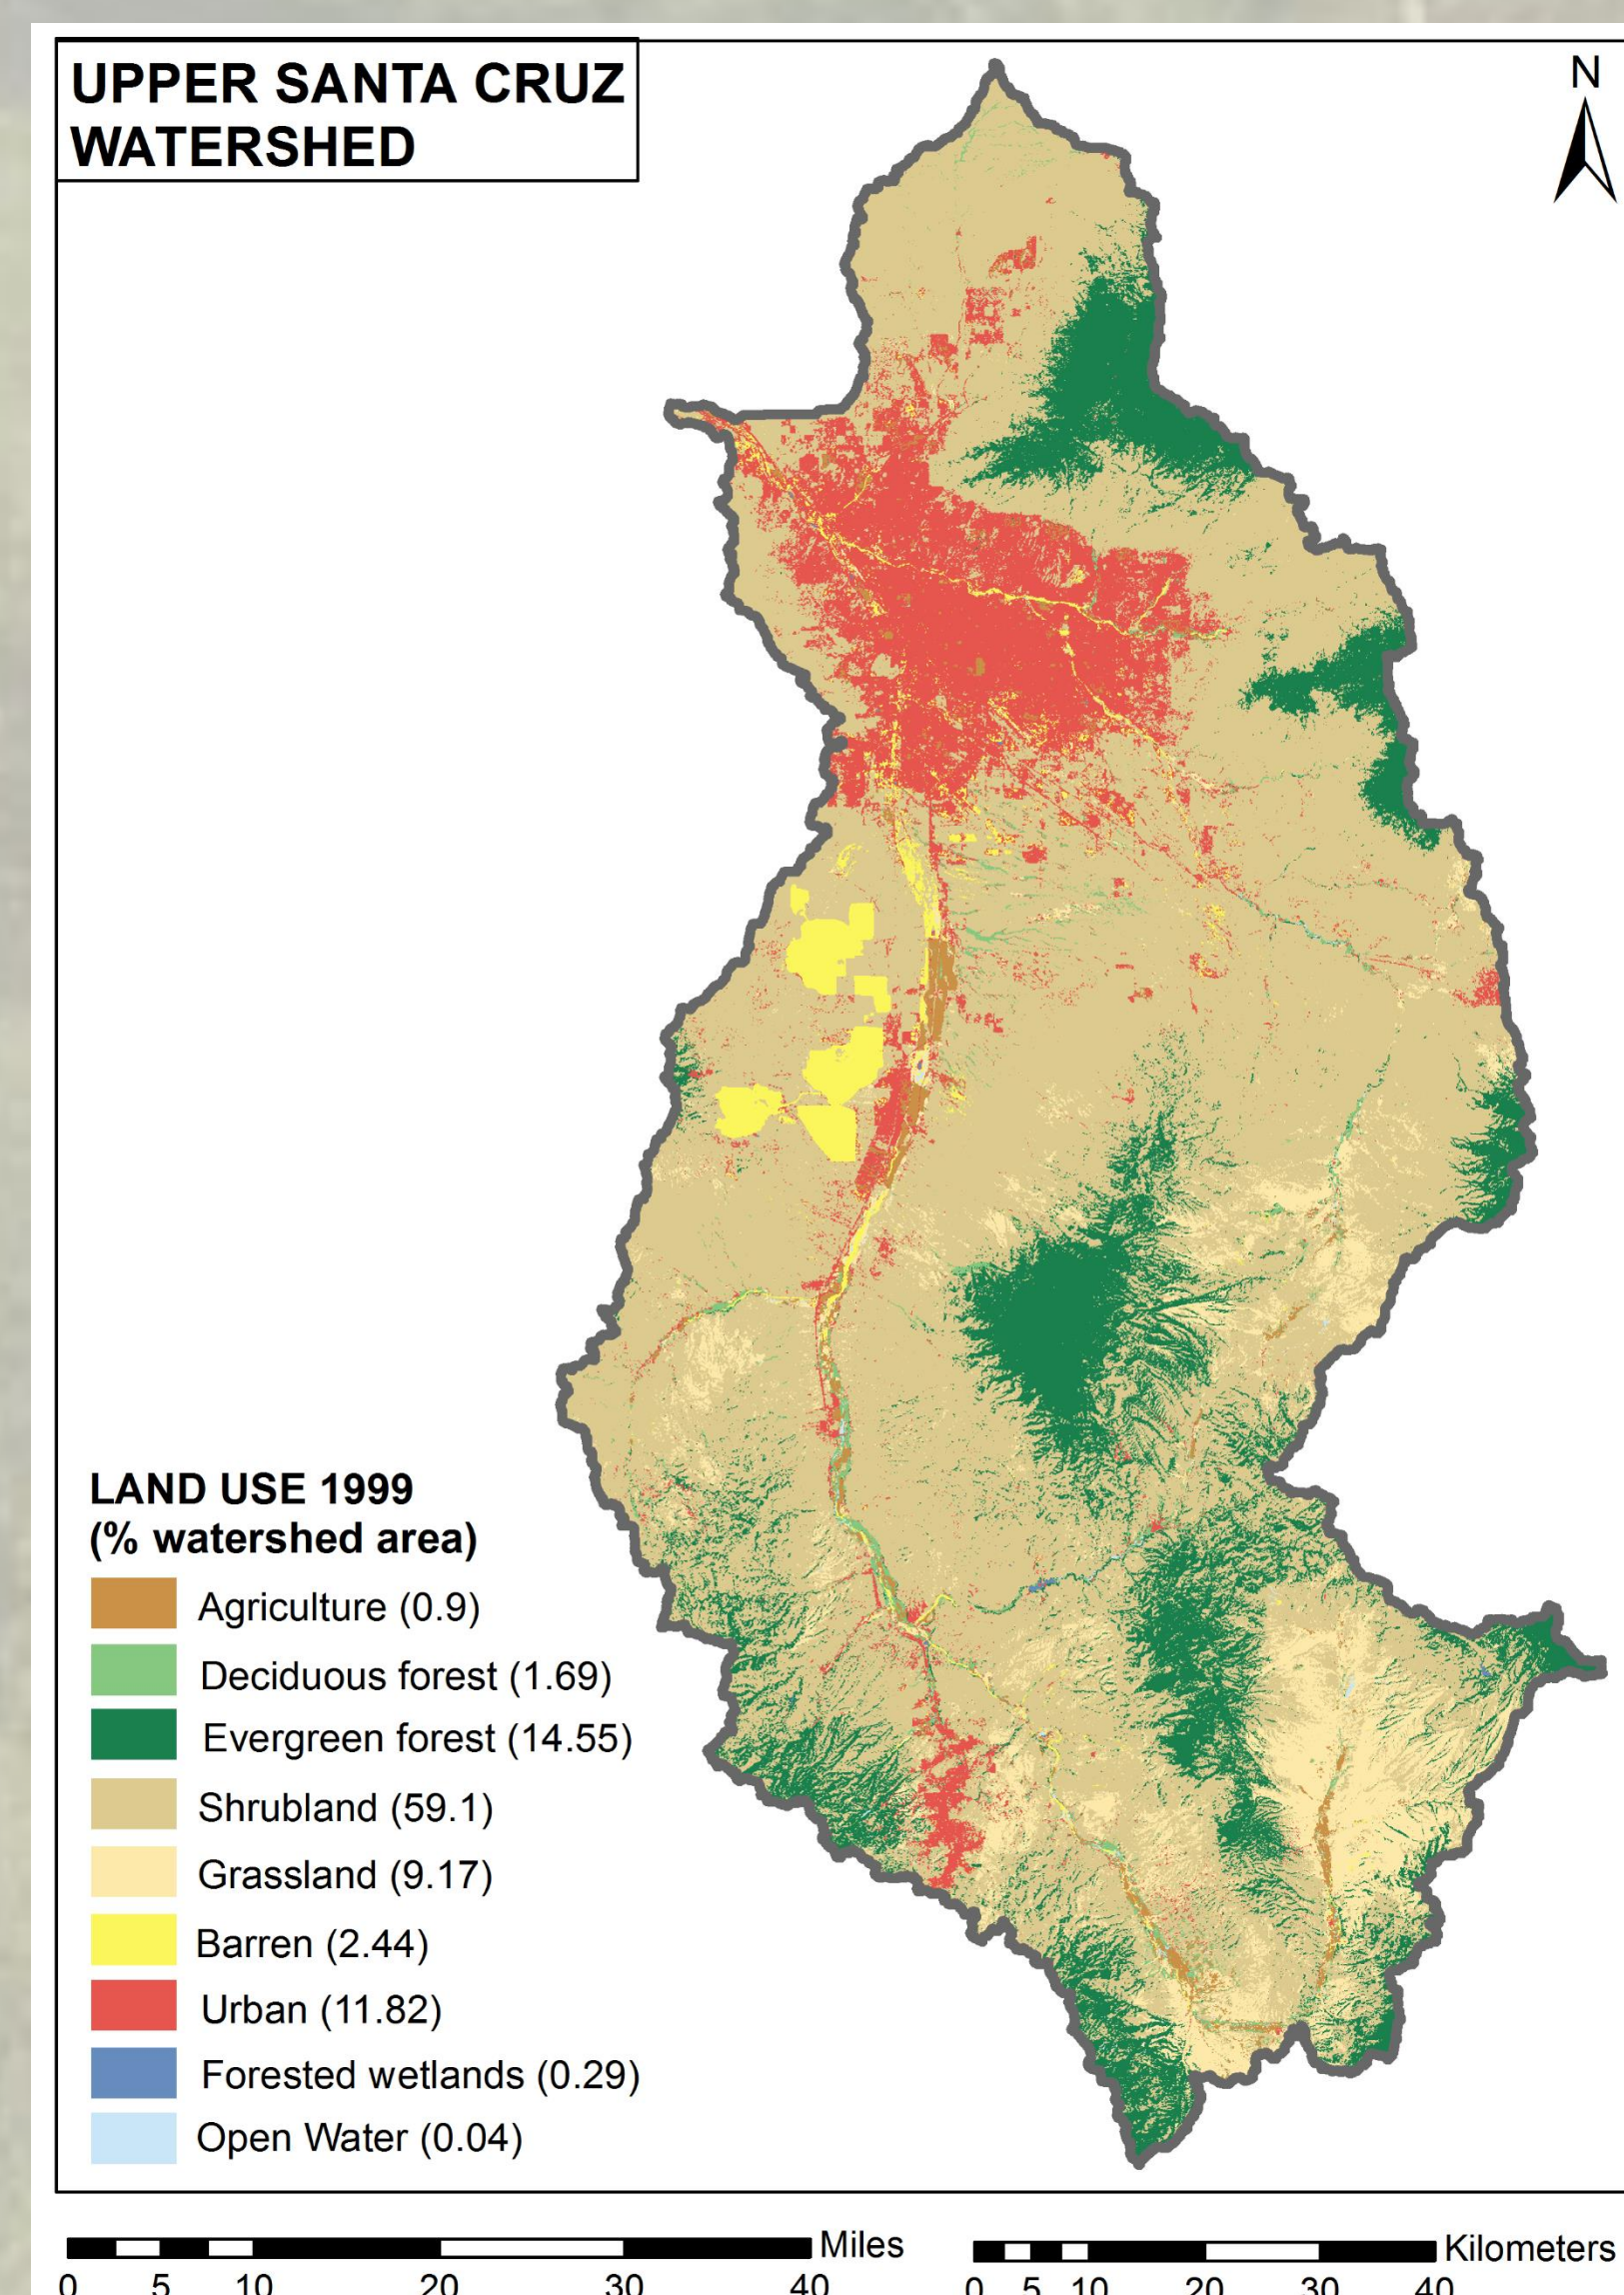 UPPER SANTA CRUZ
WATERSHED
N
LAND USE 1999
(% watershed area)
Agriculture (0.9)
Deciduous forest (1.69)
Evergreen forest (14.55)
Shrubland (59.1)
Grassland (9.17)
Barren (2.44)
Urban (11.82)
Forested wetlands (0.29)
Open Water (0.04)
Miles
0 5 10 20 30 40
Kilometers
0 5 10 20 30 40